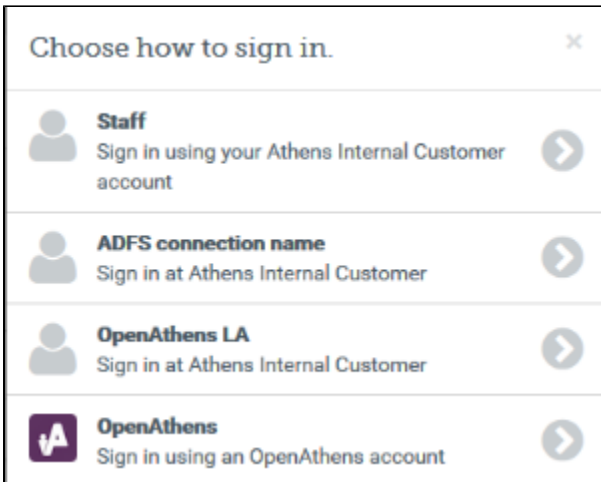 Choose how to sign in.
Staff
Sign in using your Athens Internal Customer
account
ADFS connection name
Sign in at Athens Internal Customer
OpenAthens LA
Sign in at Athens Internal Customer
OpenAthens
Sign in using an OpenAthens account